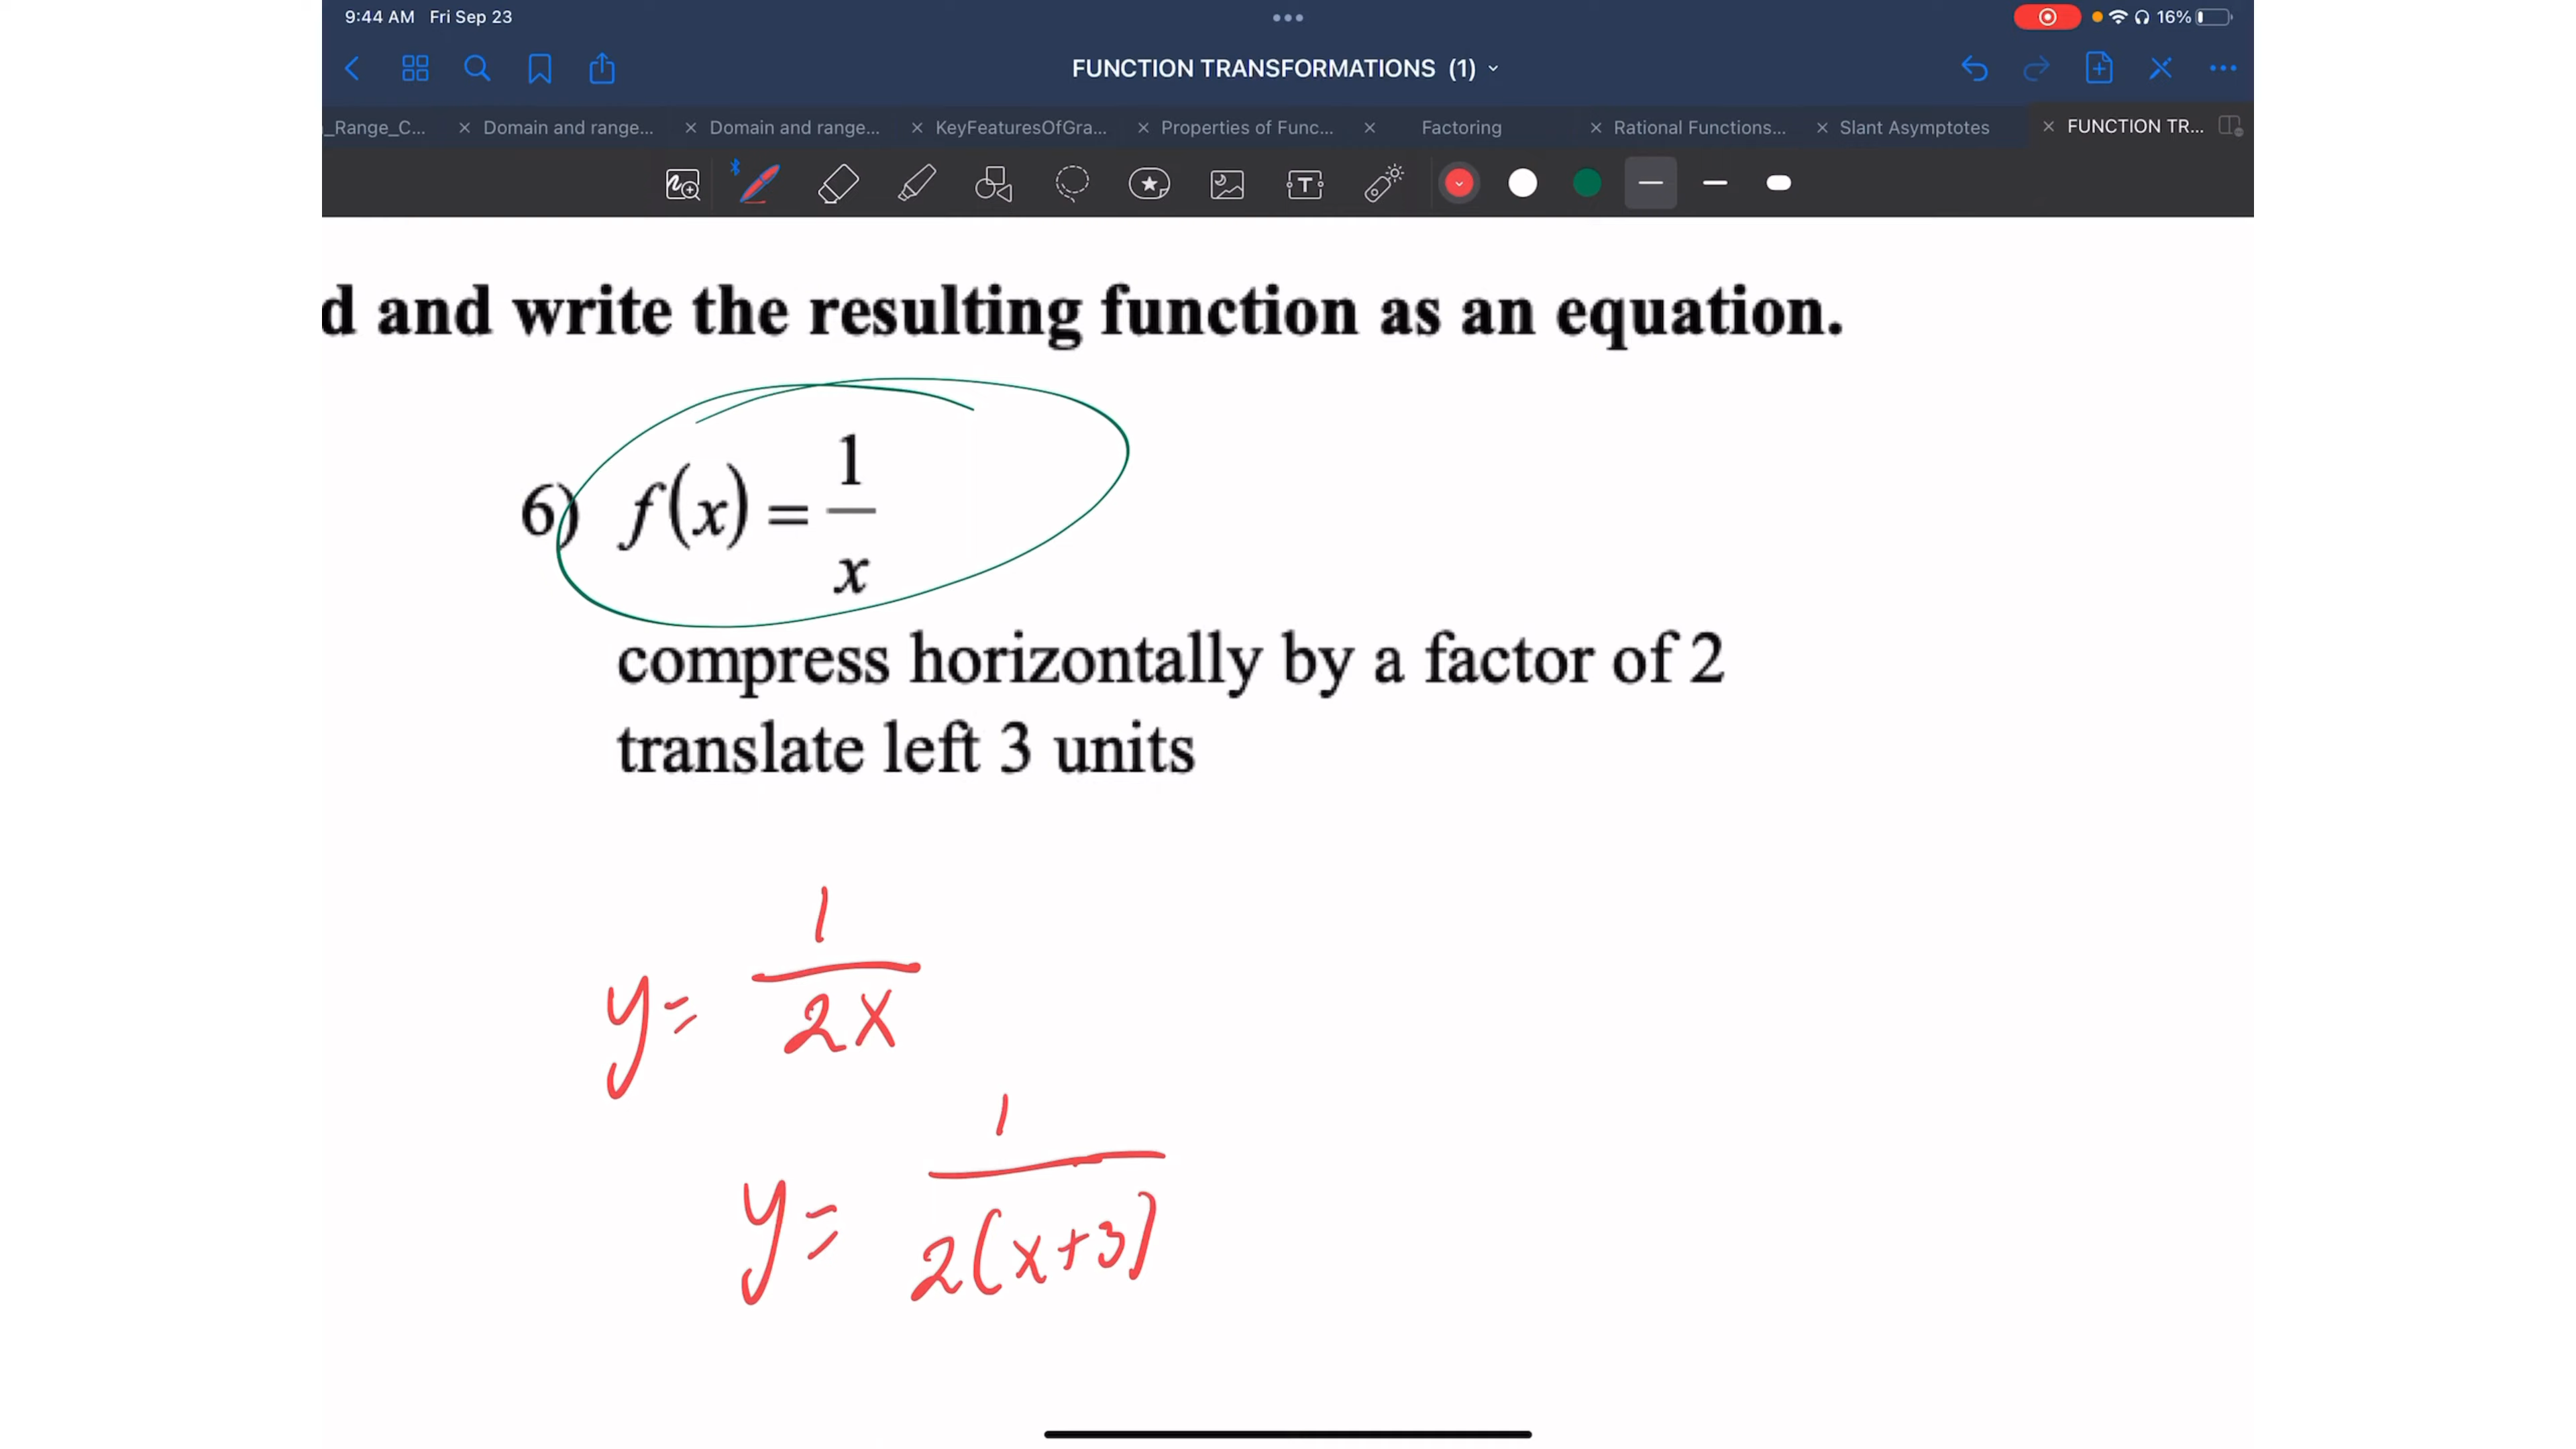 9:44 AM Fri Sep 23
16%
FUNCTION TRANSFORMATIONS (1)
_Range_C... Domain and range... Domain and range... KeyFeaturesOfGra... Properties of Func... Factoring Rational Functions... Slant Asymptotes FUNCTION TR...
d and write the resulting function as an equation.
6) f(x) = 1/x
compress horizontally by a factor of 2
translate left 3 units
y = 1/2x
y = 1/2(x+3)